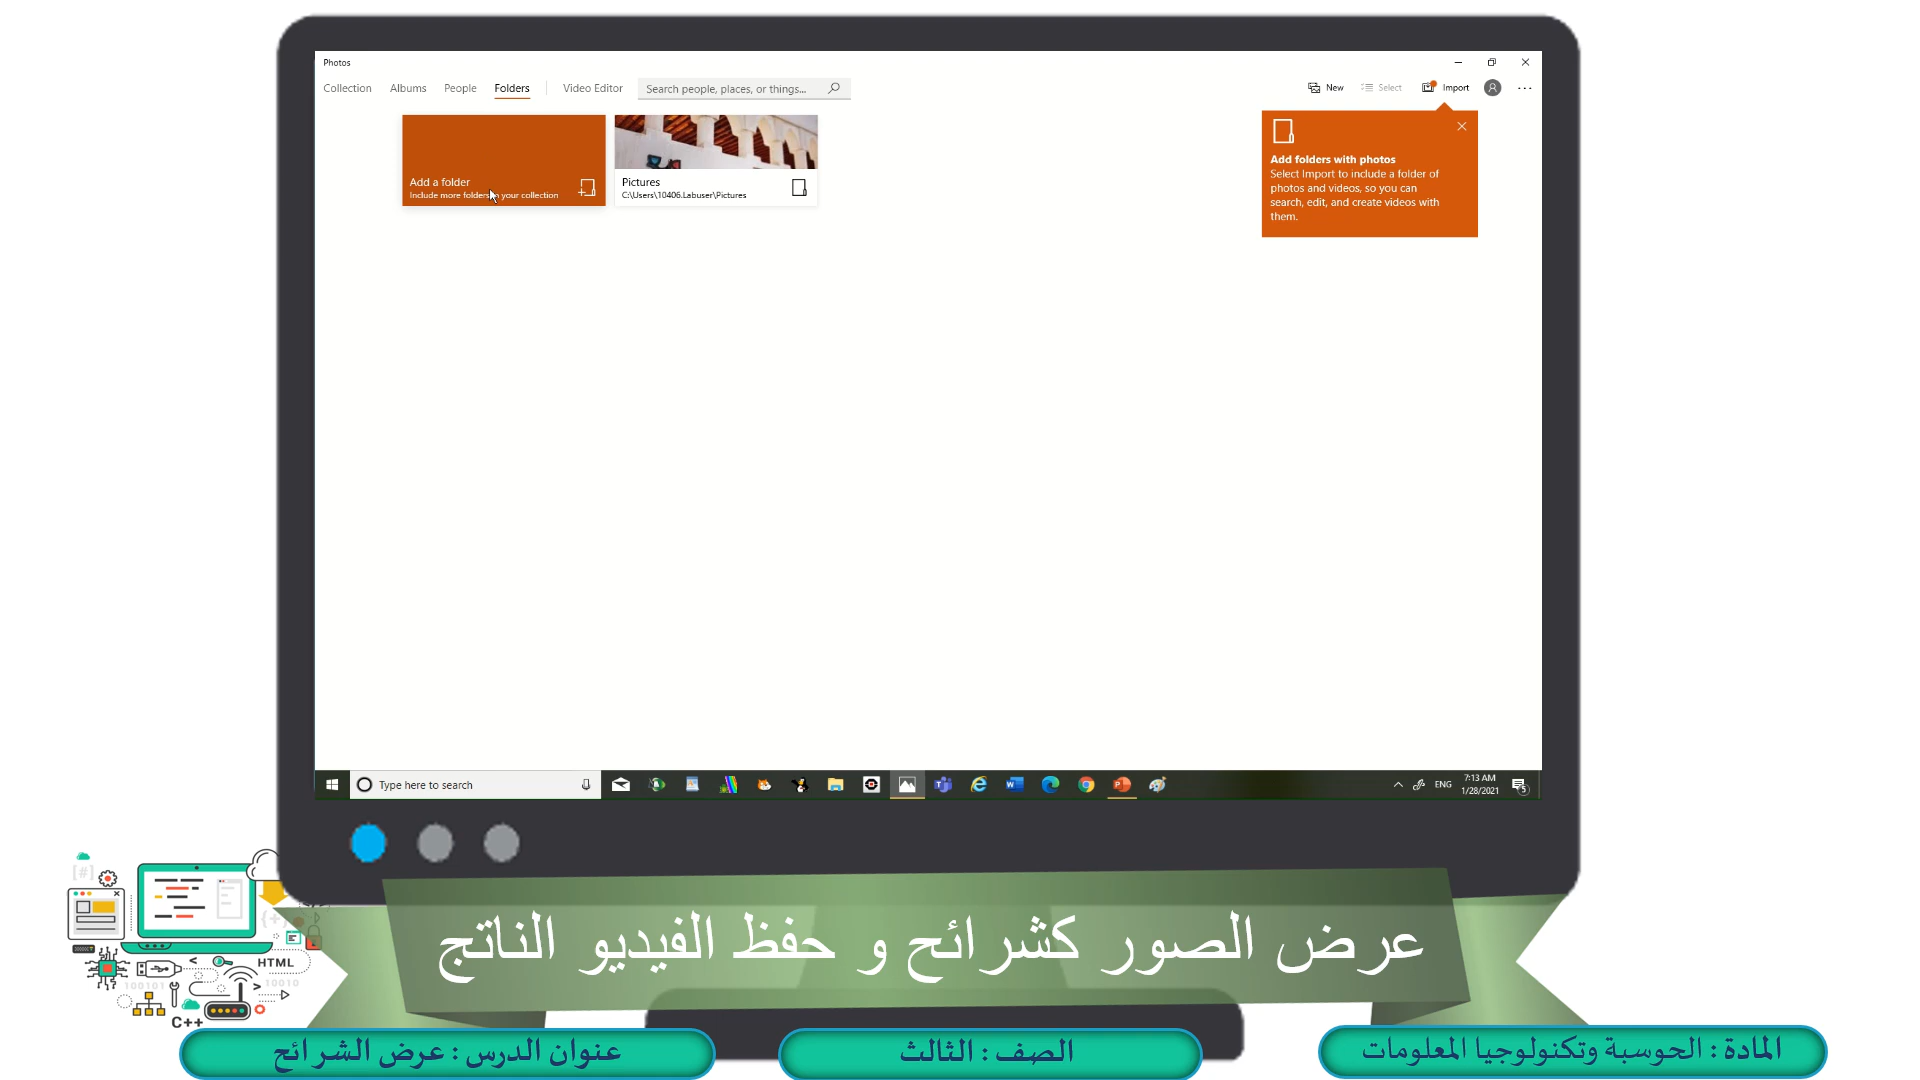 Photos
Collection Albums People Folders Video Editor Search people, places, or things... New Select Import
Add a folder
Include more folders in your collection
Pictures
C:\Users\10406.Labuser\Pictures
Add folders with photos
Select Import to include a folder of
photos and videos, so you can
search, edit, and create videos with
them.
Type here to search
ENG
7:13 AM
1/28/2021
5
عرض الصور كشرائح و حفظ الفيديو الناتج
[#]
HTML
100101
10010
C++
المادة : الحوسبة وتكنولوجيا المعلومات
الصف : الثالث
عنوان الدرس : عرض الشرائح